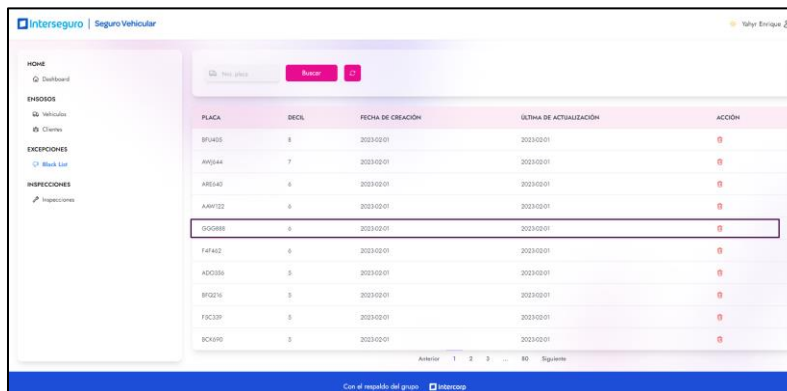 Interseguro | Seguro Vehicular
Yahyr Enrique
HOME
Dashboard
ENSOSOS
Vehiculos
Clientes
EXCEPCIONES
Black List
INSPECCIONES
Inspecciones
Nro. placa
Buscar
PLACA DECIL FECHA DE CREACIÓN ÚLTIMA DE ACTUALIZACIÓN ACCIÓN
BFU455 8 2023-02-01 2023-02-01
AWJ644 7 2023-02-01 2023-02-01
ARE640 6 2023-02-01 2023-02-01
AAW122 6 2023-02-01 2023-02-01
GGG888 6 2023-02-01 2023-02-01
F4F462 6 2023-02-01 2023-02-01
ADO356 5 2023-02-01 2023-02-01
BFQ216 5 2023-02-01 2023-02-01
FSC339 5 2023-02-01 2023-02-01
BCK690 5 2023-02-01 2023-02-01
Anterior 1 2 3 ... 80 Siguiente
Con el respaldo del grupo Intercorp